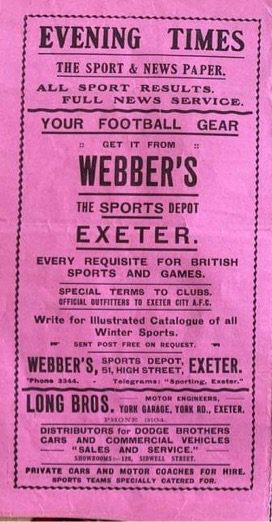 EVENING TIMES
THE SPORT & NEWS PAPER.
ALL SPORT RESULTS.
FULL NEWS SERVICE.
YOUR FOOTBALL GEAR
:: GET IT FROM ::
WEBBER'S
THE SPORTS DEPOT
EXETER.
EVERY REQUISITE FOR BRITISH
SPORTS AND GAMES.
SPECIAL TERMS TO CLUBS.
OFFICIAL OUTFITTERS TO EXETER CITY A.F.C.
Write for Illustrated Catalogue of all
Winter Sports.
SENT POST FREE ON REQUEST.
WEBBER'S, SPORTS DEPOT, 51, HIGH STREET, EXETER.
'Phone 3344. - Telegrams: "Sporting, Exeter."
LONG BROS. MOTOR ENGINEERS,
YORK GARAGE, YORK RD., EXETER.
PHONE
DISTRIBUTORS FOR DODGE BROTHERS
CARS AND COMMERCIAL VEHICLES
"SALES AND SERVICE."
SHOWROOMS:- SIDWELL STREET.
PRIVATE CARS AND MOTOR COACHES FOR HIRE.
SPORTS TEAMS SPECIALLY CATERED FOR.